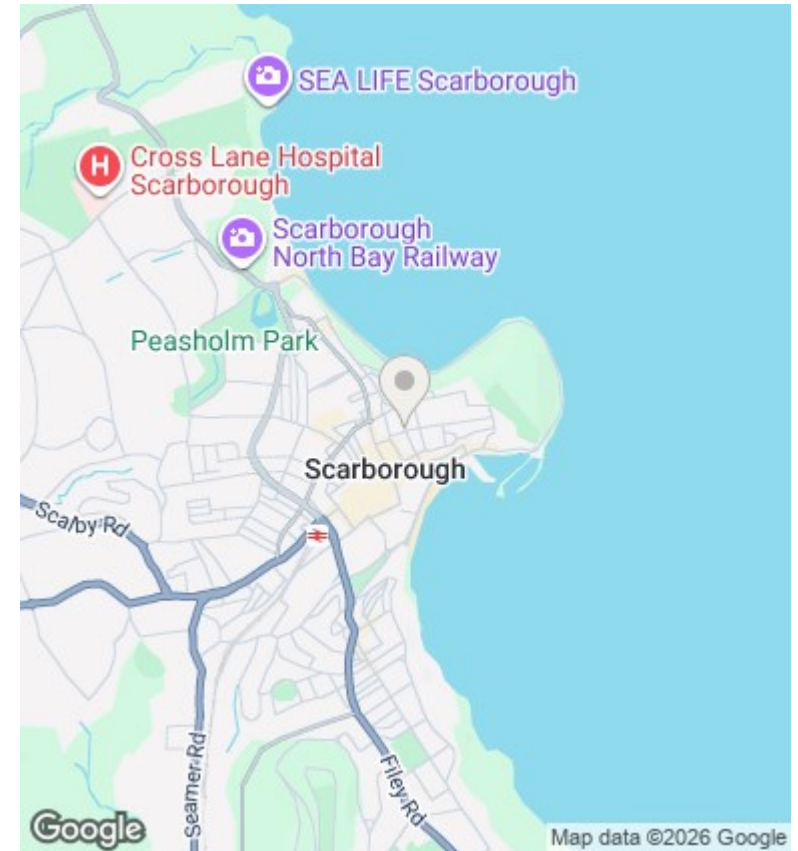 SEA LIFE Scarborough
Cross Lane Hospital
Scarborough
H
Scarborough
North Bay Railway
Peasholm Park
Scarborough
Scalby Rd
Seamer Rd
Filey Rd
Google
Map data ©2026 Google